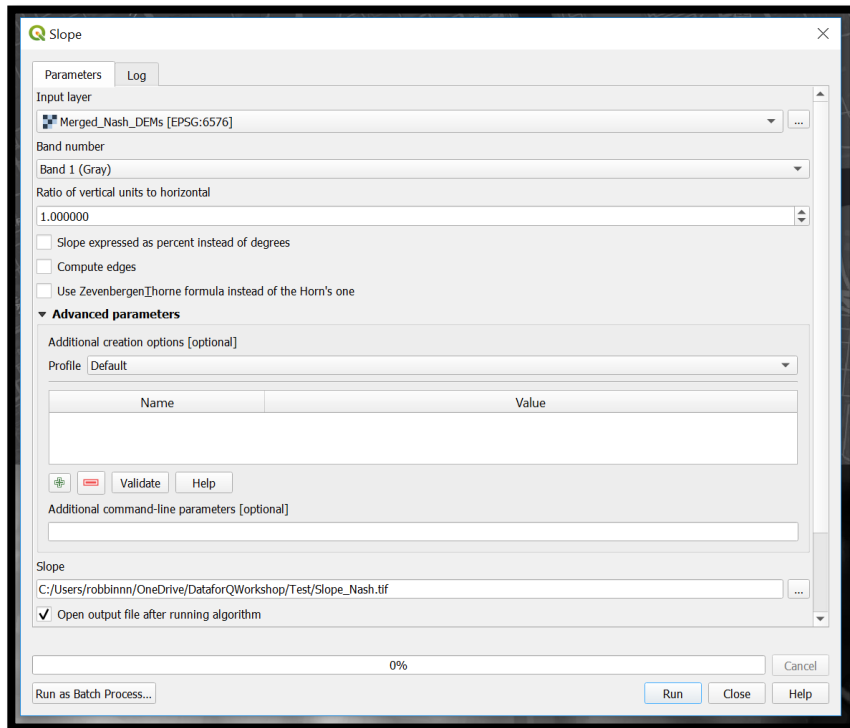 Slope
Parameters Log
Input layer
Merged_Nash_DEMs [EPSG:6576]
...
Band number
Band 1 (Gray)
Ratio of vertical units to horizontal
1.000000
Slope expressed as percent instead of degrees
Compute edges
Use ZevenbergenThorne formula instead of the Horn's one
Advanced parameters
Additional creation options [optional]
Profile Default
Name Value
Validate Help
Additional command-line parameters [optional]
Slope
C:/Users/robbinnn/OneDrive/DataforQWorkshop/Test/Slope_Nash.tif
...
Open output file after running algorithm
0%
Cancel
Run as Batch Process... Run Close Help